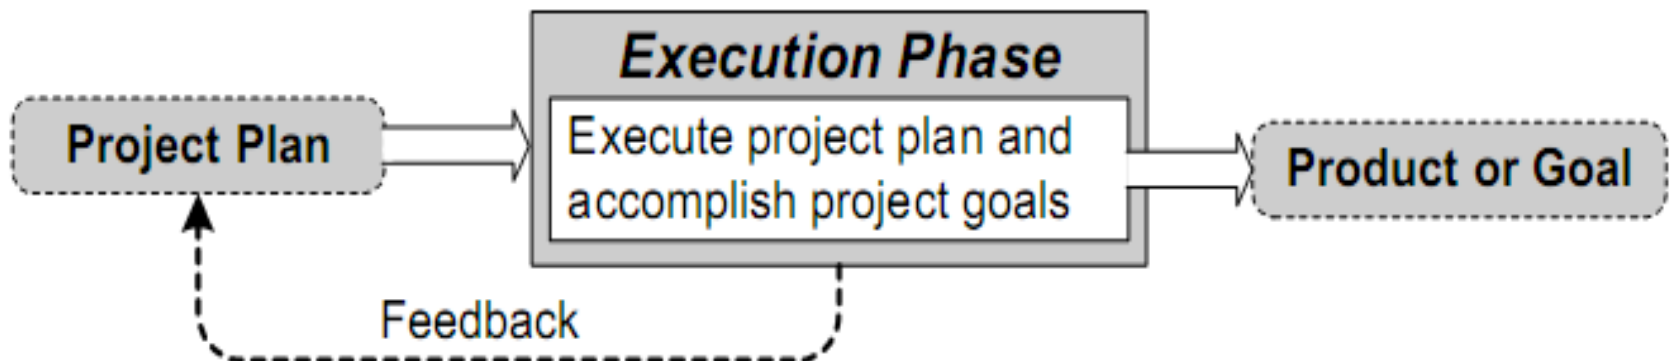 Execution Phase
Project Plan
Execute project plan and
accomplish project goals
Product or Goal
Feedback